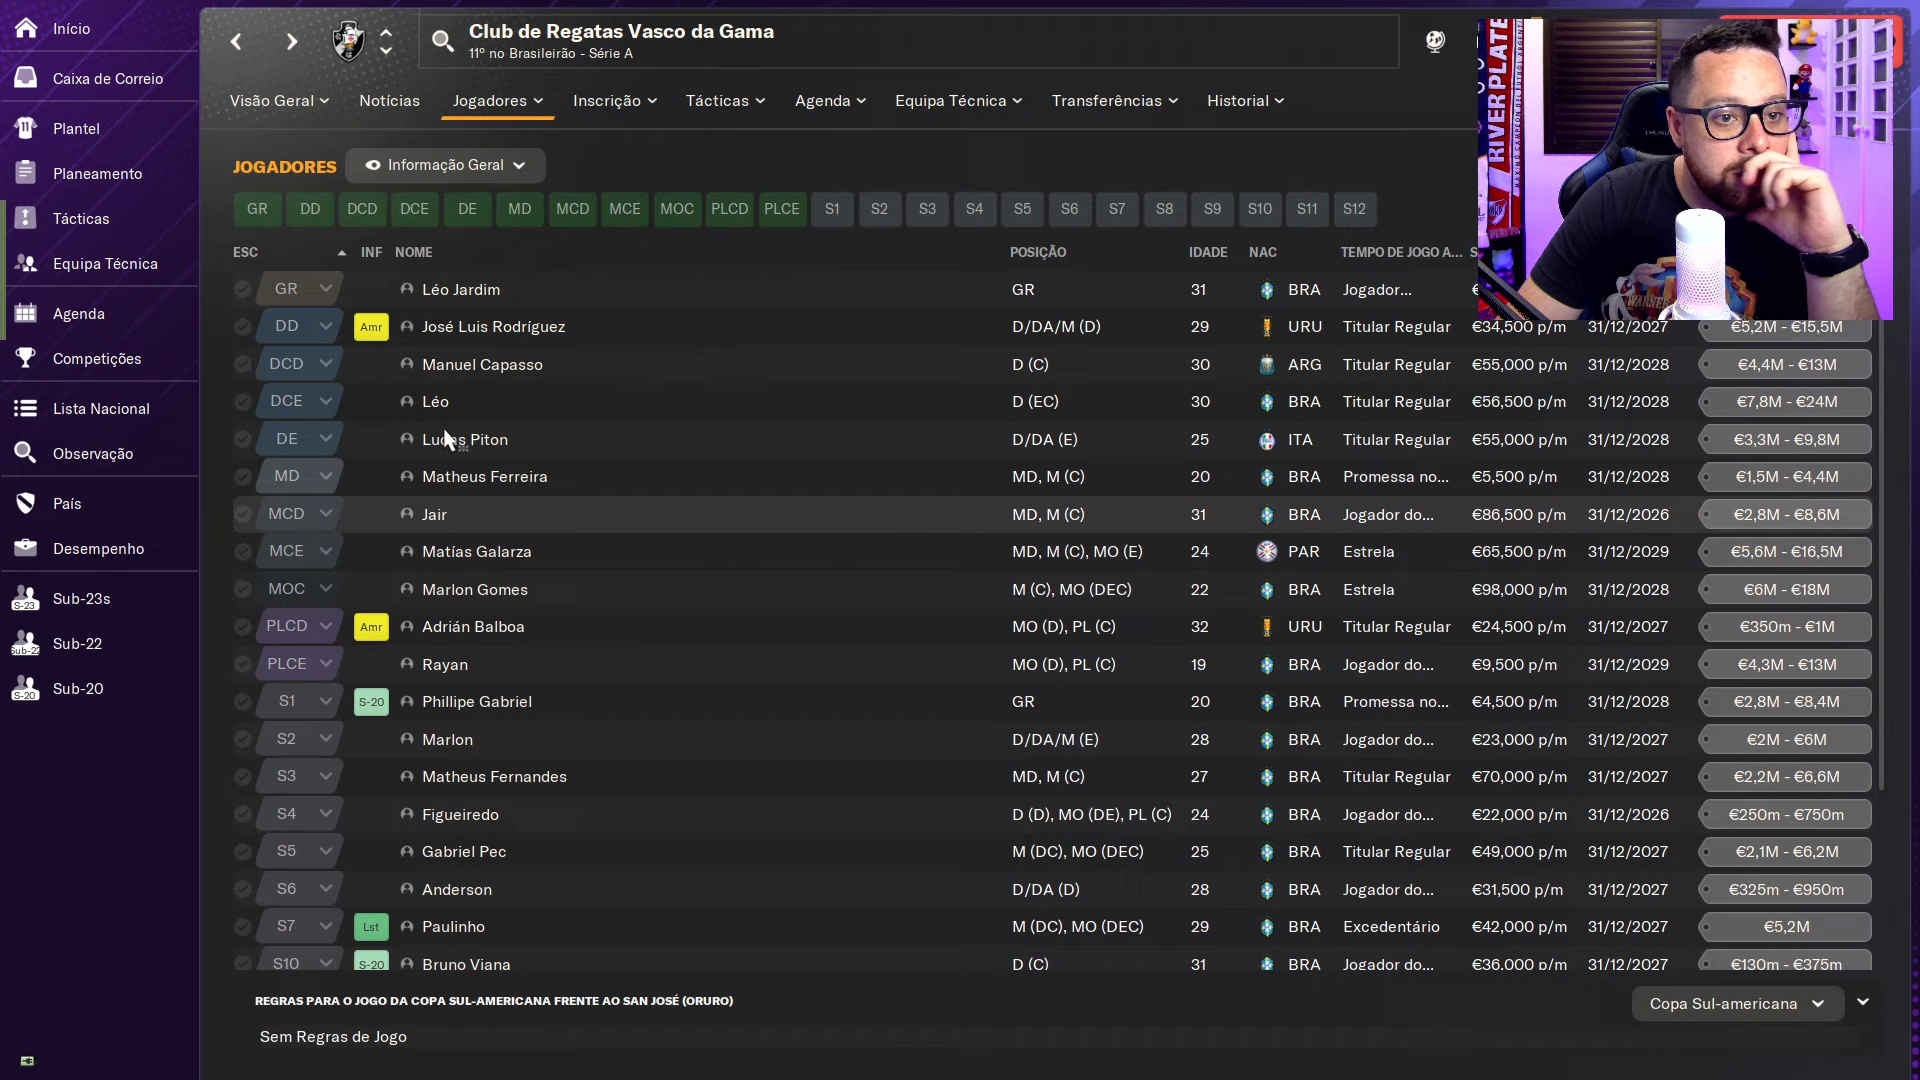 Início
Caixa de Correio
Plantel
Planeamento
Tácticas
Equipa Técnica
Agenda
Competições
Lista Nacional
Observação
País
Desempenho
Sub-23s
Sub-22
Sub-20
Club de Regatas Vasco da Gama
11º no Brasileirão - Série A
Visão Geral Notícias Jogadores Inscrição Tácticas Agenda Equipa Técnica Transferências Historial
JOGADORES Informação Geral
GR DD DCD DCE DE MD MCD MCE MOC PLCD PLCE S1 S2 S3 S4 S5 S6 S7 S8 S9 S10 S11 S12
ESC INF NOME POSIÇÃO IDADE NAC TEMPO DE JOGO A... S
GR Léo Jardim GR 31 BRA Jogador... €
DD Amr José Luis Rodríguez D/DA/M (D) 29 URU Titular Regular €34,500 p/m 31/12/2027 €5,2M - €15,5M
DCD Manuel Capasso D (C) 30 ARG Titular Regular €55,000 p/m 31/12/2028 €4,4M - €13M
DCE Léo D (EC) 30 BRA Titular Regular €56,500 p/m 31/12/2028 €7,8M - €24M
DE Lucas Piton D/DA (E) 25 ITA Titular Regular €55,000 p/m 31/12/2028 €3,3M - €9,8M
MD Matheus Ferreira MD, M (C) 20 BRA Promessa no... €5,500 p/m 31/12/2028 €1,5M - €4,4M
MCD Jair MD, M (C) 31 BRA Jogador do... €86,500 p/m 31/12/2026 €2,8M - €8,6M
MCE Matías Galarza MD, M (C), MO (E) 24 PAR Estrela €65,500 p/m 31/12/2029 €5,6M - €16,5M
MOC Marlon Gomes M (C), MO (DEC) 22 BRA Estrela €98,000 p/m 31/12/2028 €6M - €18M
PLCD Amr Adrián Balboa MO (D), PL (C) 32 URU Titular Regular €24,500 p/m 31/12/2027 €350m - €1M
PLCE Rayan MO (D), PL (C) 19 BRA Jogador do... €9,500 p/m 31/12/2029 €4,3M - €13M
S1 S-20 Phillipe Gabriel GR 20 BRA Promessa no... €4,500 p/m 31/12/2028 €2,8M - €8,4M
S2 Marlon D/DA/M (E) 28 BRA Jogador do... €23,000 p/m 31/12/2027 €2M - €6M
S3 Matheus Fernandes MD, M (C) 27 BRA Titular Regular €70,000 p/m 31/12/2027 €2,2M - €6,6M
S4 Figueiredo D (D), MO (DE), PL (C) 24 BRA Jogador do... €22,000 p/m 31/12/2026 €250m - €750m
S5 Gabriel Pec M (DC), MO (DEC) 25 BRA Titular Regular €49,000 p/m 31/12/2027 €2,1M - €6,2M
S6 Anderson D/DA (D) 28 BRA Jogador do... €31,500 p/m 31/12/2027 €325m - €950m
S7 Lst Paulinho M (DC), MO (DEC) 29 BRA Excedentário €42,000 p/m 31/12/2027 €5,2M
S10 S-20 Bruno Viana D (C) 31 BRA Jogador do... €36.000 p/m 31/12/2027 €130m - €375m
REGRAS PARA O JOGO DA COPA SUL-AMERICANA FRENTE AO SAN JOSÉ (ORURO) Copa Sul-americana
Sem Regras de Jogo
RIVERPLATE